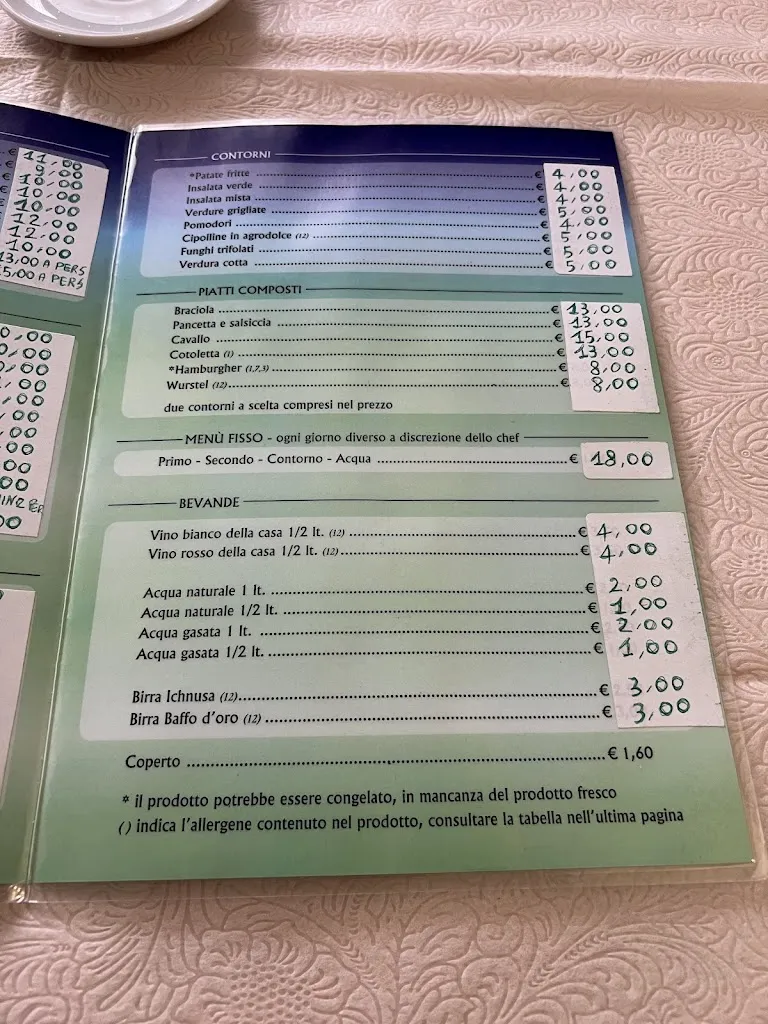 11,00
9,00
10,00
10,00
10,00
12,00
12,00
10,00
13,00 A PERS
5,00 A PERS
CONTORNI
*Patate fritte € 4,00
Insalata verde € 4,00
Insalata mista € 4,00
Verdure grigliate € 5,00
Pomodori € 4,00
Cipolline in agrodolce (12) € 5,00
Funghi trifolati € 5,00
Verdura cotta € 5,00
PIATTI COMPOSTI
Braciola € 13,00
Pancetta e salsiccia € 13,00
Cavallo € 15,00
Cotoletta (1) € 13,00
*Hamburgher (1,7,3) € 8,00
Wurstel (12) € 8,00
due contorni a scelta compresi nel prezzo
MENÙ FISSO - ogni giorno diverso a discrezione dello chef
Primo - Secondo - Contorno - Acqua € 18,00
BEVANDE
Vino bianco della casa 1/2 lt. (12) € 4,00
Vino rosso della casa 1/2 lt. (12) € 4,00
Acqua naturale 1 lt. € 2,00
Acqua naturale 1/2 lt. € 1,00
Acqua gasata 1 lt. € 2,00
Acqua gasata 1/2 lt. € 1,00
Birra Ichnusa (12) € 3,00
Birra Baffo d'oro (12) € 3,00
Coperto € 1,60
* il prodotto potrebbe essere congelato, in mancanza del prodotto fresco
() indica l'allergene contenuto nel prodotto, consultare la tabella nell'ultima pagina